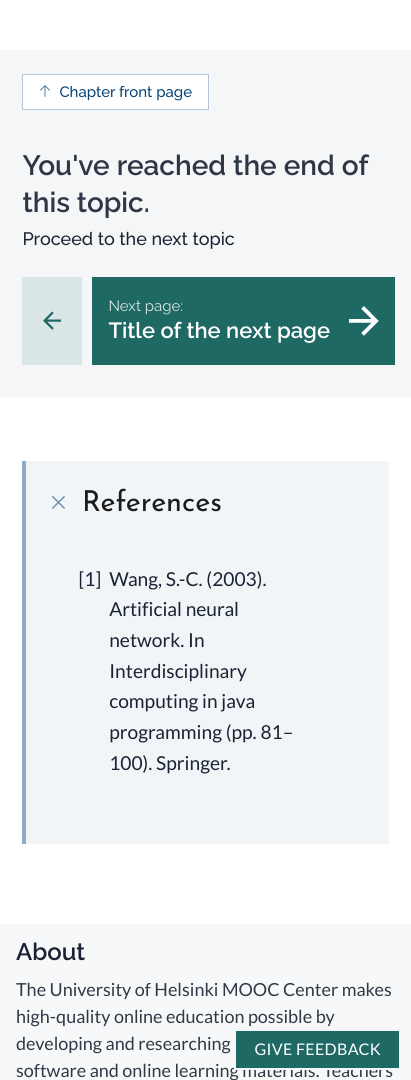 Chapter front page
You've reached the end of
this topic.
Proceed to the next topic
Next page:
Title of the next page
References
[1] Wang, S.-C. (2003).
Artificial neural
network. In
Interdisciplinary
computing in java
programming (pp. 81–
100). Springer.
About
The University of Helsinki MOOC Center makes
high-quality online education possible by
developing and researching
GIVE FEEDBACK
software and online learning materials. Teachers